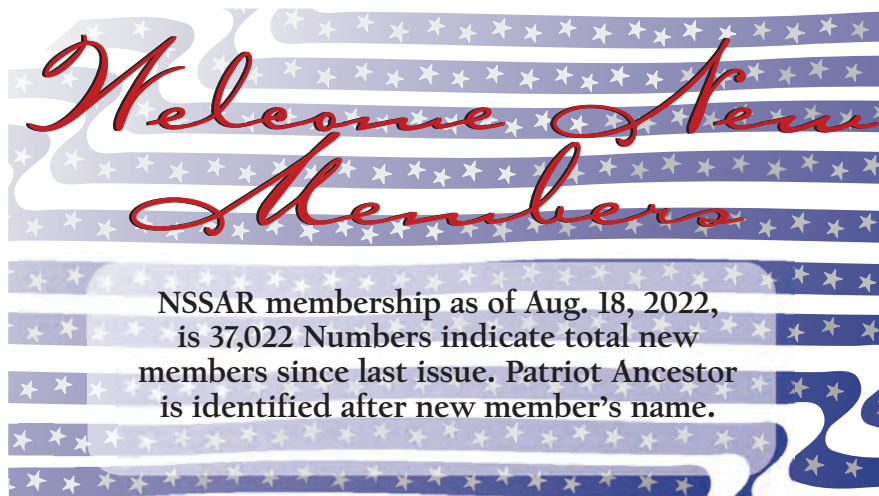 Welcome New
Members
NSSAR membership as of Aug. 18, 2022,
is 37,022 Numbers indicate total new
members since last issue. Patriot Ancestor
is identified after new member’s name.